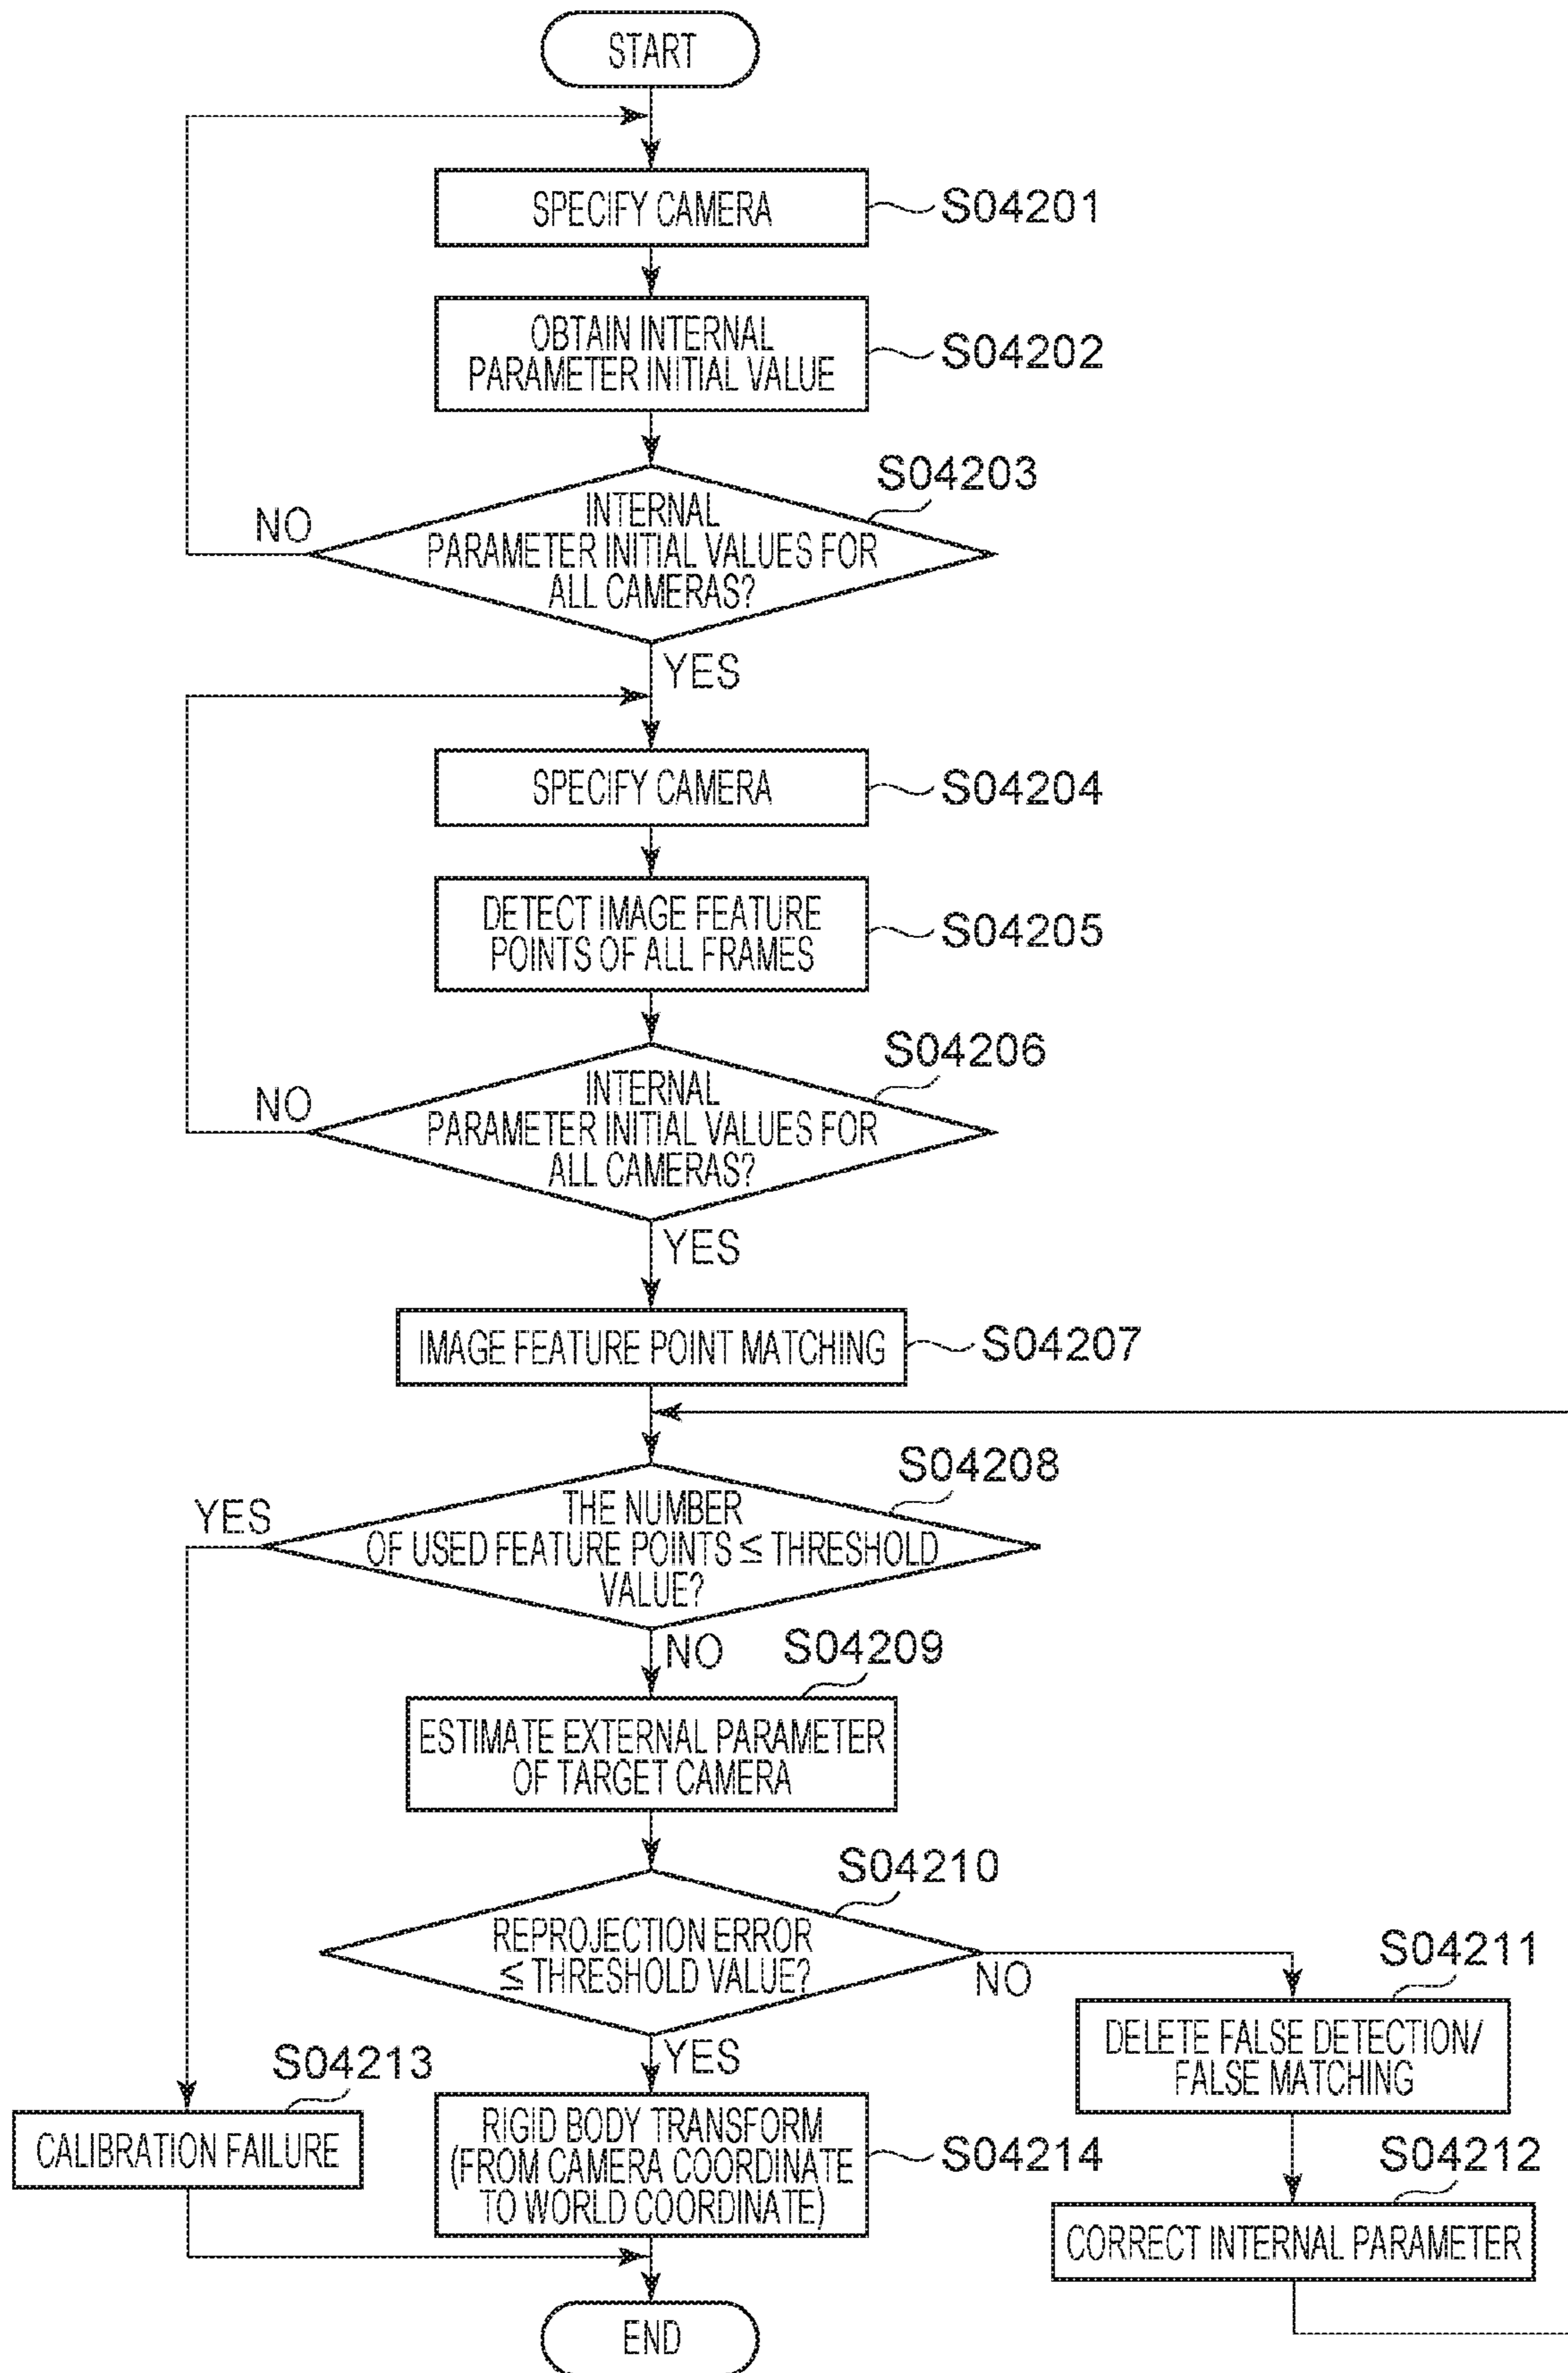 START
SPECIFY CAMERA
S04201
OBTAIN INTERNAL
PARAMETER INITIAL VALUE
S04202
S04203
INTERNAL
PARAMETER INITIAL VALUES FOR
ALL CAMERAS?
NO
YES
SPECIFY CAMERA
S04204
DETECT IMAGE FEATURE
POINTS OF ALL FRAMES
S04205
S04206
INTERNAL
PARAMETER INITIAL VALUES FOR
ALL CAMERAS?
NO
YES
IMAGE FEATURE POINT MATCHING
S04207
S04208
THE NUMBER
OF USED FEATURE POINTS ≦ THRESHOLD
VALUE?
YES
NO
S04209
ESTIMATE EXTERNAL PARAMETER
OF TARGET CAMERA
S04210
REPROJECTION ERROR
≦ THRESHOLD VALUE?
NO
YES
S04211
DELETE FALSE DETECTION/
FALSE MATCHING
S04213
CALIBRATION FAILURE
RIGID BODY TRANSFORM
(FROM CAMERA COORDINATE
TO WORLD COORDINATE)
S04214
S04212
CORRECT INTERNAL PARAMETER
END